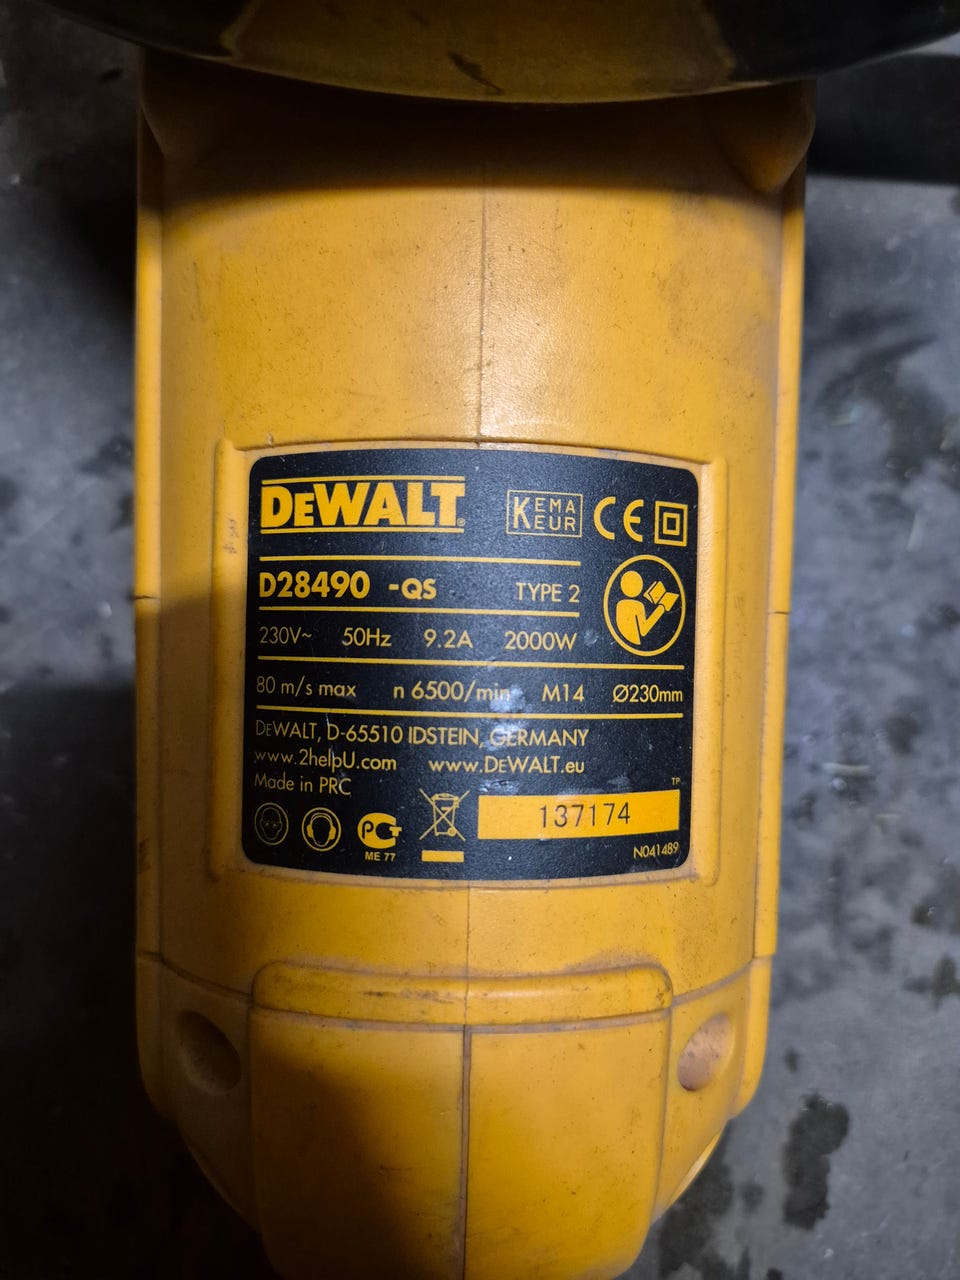 DEWALT®
KEMA
KEUR
CE
D28490 -QS TYPE 2
230V~ 50Hz 9.2A 2000W
80 m/s max n 6500/min M14 Ø230mm
DEWALT, D-65510 IDSTEIN, GERMANY
www.2helpU.com www.DEWALT.eu
Made in PRC
TP
137174
ME 77
N041489